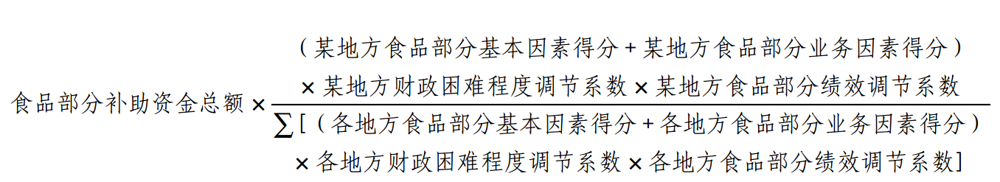 （某地方食品部分基本因素得分+某地方食品部分业务因素得分）
×某地方财政困难程度调节系数×某地方食品部分绩效调节系数
食品部分补助资金总额×
∑[（各地方食品部分基本因素得分+各地方食品部分业务因素得分）
×各地方财政困难程度调节系数×各地方食品部分绩效调节系数]